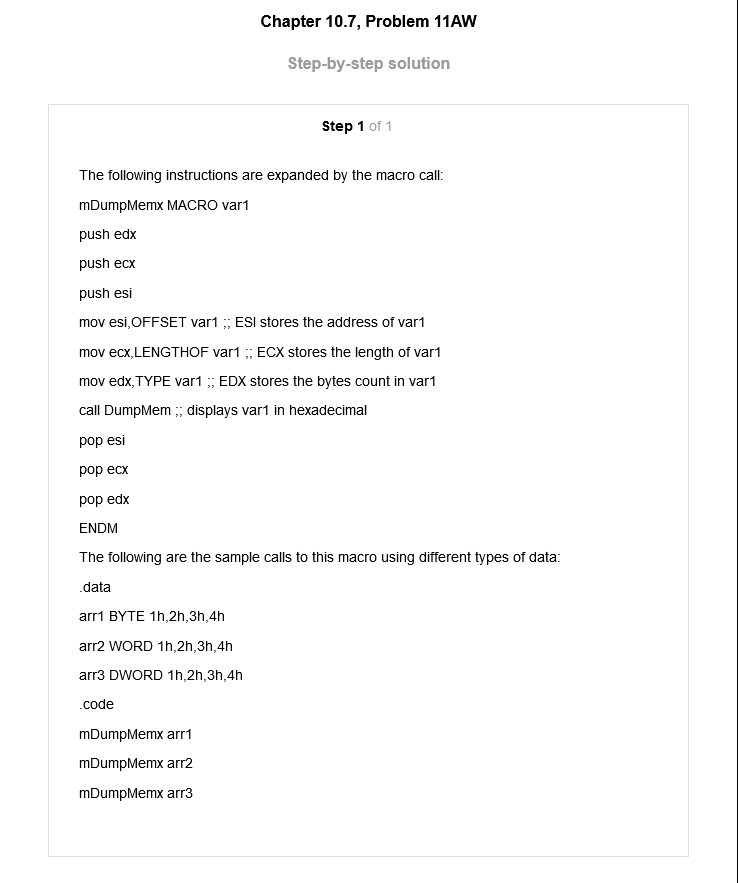 Chapter 10.7, Problem 11AW
Step-by-step solution
Step 1 of 1
The following instructions are expanded by the macro call:
mDumpMemx MACRO var1
push edx
push ecx
push esi
mov esi,OFFSET var1 ;; ESI stores the address of var1
mov ecx,LENGTHOF var1 ;; ECX stores the length of var1
mov edx,TYPE var1 ;; EDX stores the bytes count in var1
call DumpMem ;; displays var1 in hexadecimal
pop esi
pop ecx
pop edx
ENDM
The following are the sample calls to this macro using different types of data:
.data
arr1 BYTE 1h,2h,3h,4h
arr2 WORD 1h,2h,3h,4h
arr3 DWORD 1h,2h,3h,4h
.code
mDumpMemx arr1
mDumpMemx arr2
mDumpMemx arr3